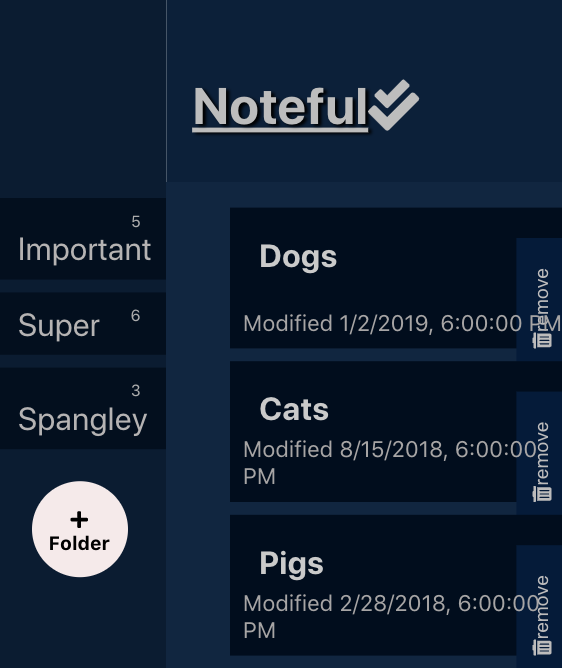 Noteful
5
Important
Super 6
3
Spangley
+
Folder
Dogs
Modified 1/2/2019, 6:00:00 PM
remove
Cats
Modified 8/15/2018, 6:00:00
PM
remove
Pigs
Modified 2/28/2018, 6:00:00
PM
remove